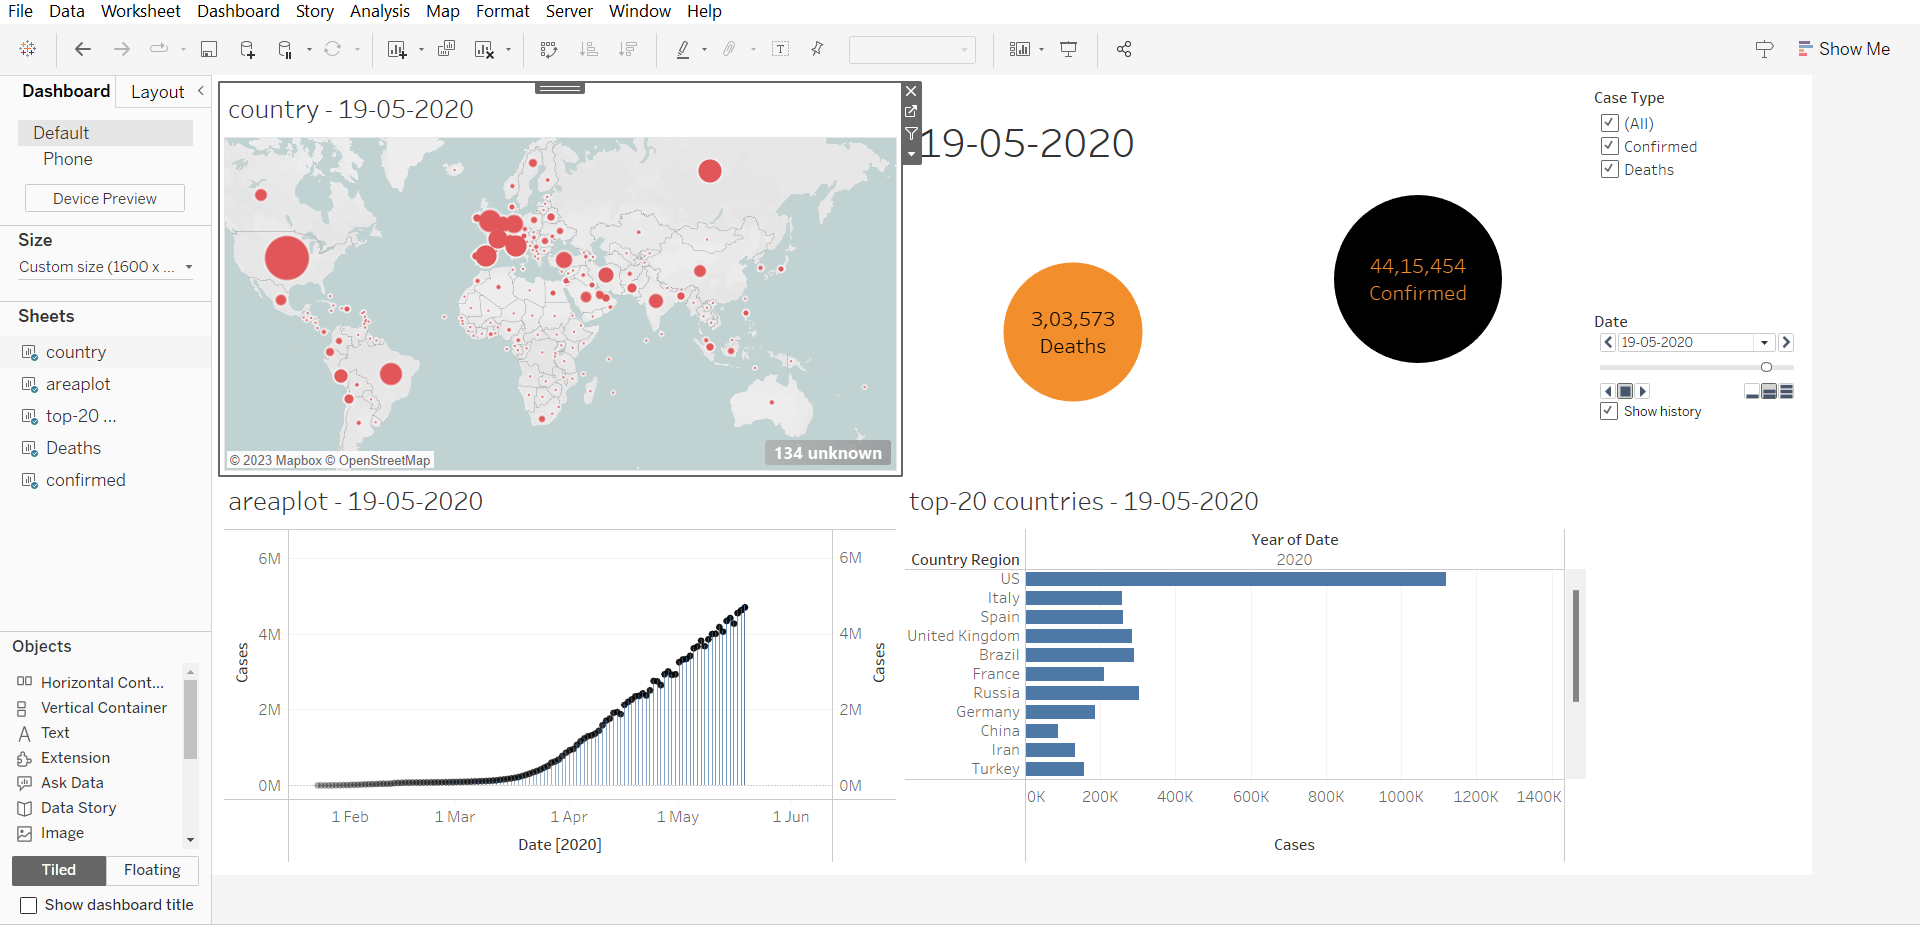 File Data Worksheet Dashboard Story Analysis Map Format Server Window Help
Show Me
Dashboard Layout
Default
Phone
Device Preview
Size
Custom size (1600 x ...
Sheets
country
areaplot
top-20 ...
Deaths
confirmed
Objects
Horizontal Cont...
Vertical Container
Text
Extension
Ask Data
Data Story
Image
Tiled Floating
Show dashboard title
country - 19-05-2020
© 2023 Mapbox © OpenStreetMap
134 unknown
19-05-2020
3,03,573
Deaths
44,15,454
Confirmed
Case Type
(All)
Confirmed
Deaths
Date
19-05-2020
Show history
areaplot - 19-05-2020
6M 6M
4M 4M
2M 2M
0M 0M
Cases
Cases
1 Feb 1 Mar 1 Apr 1 May 1 Jun
Date [2020]
top-20 countries - 19-05-2020
Year of Date
Country Region 2020
US
Italy
Spain
United Kingdom
Brazil
France
Russia
Germany
China
Iran
Turkey
0K 200K 400K 600K 800K 1000K 1200K 1400K
Cases